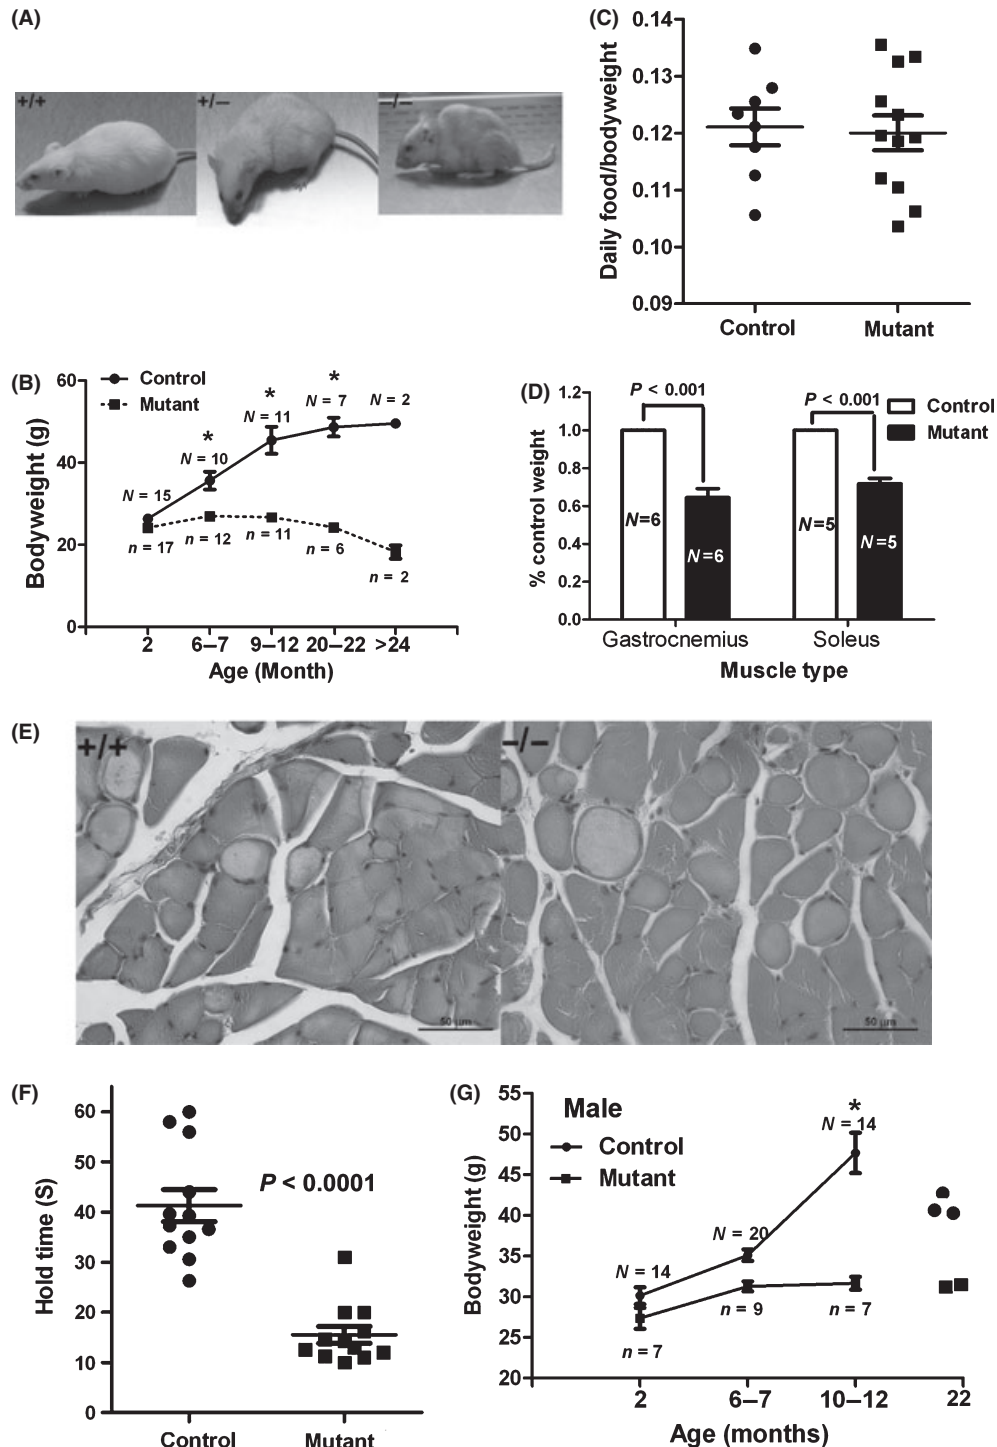 (A)
+/+
+/−
−/−
(B)
60
40
20
0
Bodyweight (g)
Control
Mutant
N = 15
*
N = 10
*
N = 11
*
N = 7
N = 2
n = 17
n = 12
n = 11
n = 6
n = 2
2 6–7 9–12 20–22 >24
Age (Month)
(C)
0.14
0.13
0.12
0.11
0.10
0.09
Daily food/bodyweight
Control Mutant
(D)
1.2
1.0
0.8
0.6
0.4
0.2
0.0
% control weight
P < 0.001
P < 0.001
Control
Mutant
N=6
N=6
N=5
N=5
Gastrocnemius Soleus
Muscle type
(E)
+/+
−/−
50 µm
50 µm
(F)
60
50
40
30
20
10
0
Hold time (S)
P < 0.0001
Control Mutant
(G)
55
50
45
40
35
30
25
20
Bodyweight (g)
Male
Control
Mutant
*
N = 14
N = 20
N = 14
n = 7
n = 9
n = 7
2 6–7 10–12 22
Age (months)